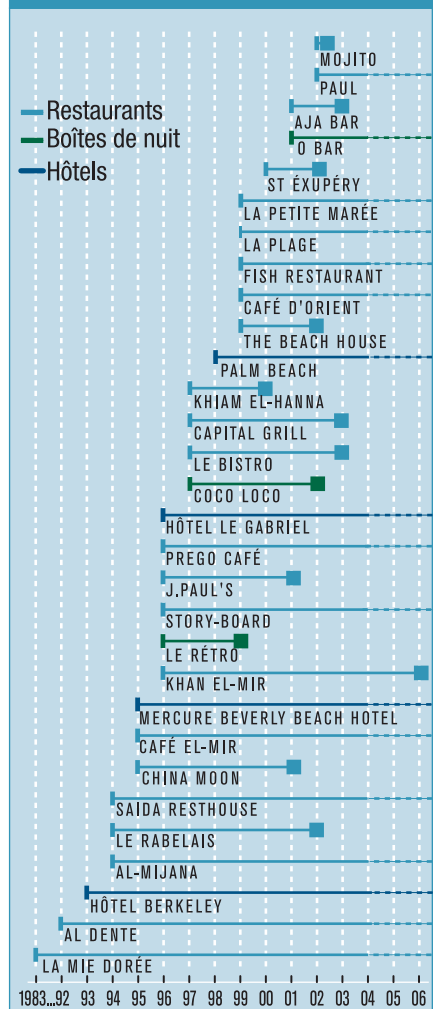 MOJITO
PAUL
Restaurants
Boîtes de nuit
Hôtels
AJA BAR
O BAR
ST ÉXUPÉRY
LA PETITE MARÉE
LA PLAGE
FISH RESTAURANT
CAFÉ D'ORIENT
THE BEACH HOUSE
PALM BEACH
KHIAM EL-HANNA
CAPITAL GRILL
LE BISTRO
COCO LOCO
HÔTEL LE GABRIEL
PREGO CAFÉ
J.PAUL'S
STORY-BOARD
LE RÉTRO
KHAN EL-MIR
MERCURE BEVERLY BEACH HOTEL
CAFÉ EL-MIR
CHINA MOON
SAÏDA RESTHOUSE
LE RABELAIS
AL-MIJANA
HÔTEL BERKELEY
AL DENTE
LA MIE DORÉE
1983...92 93 94 95 96 97 98 99 00 01 02 03 04 05 06